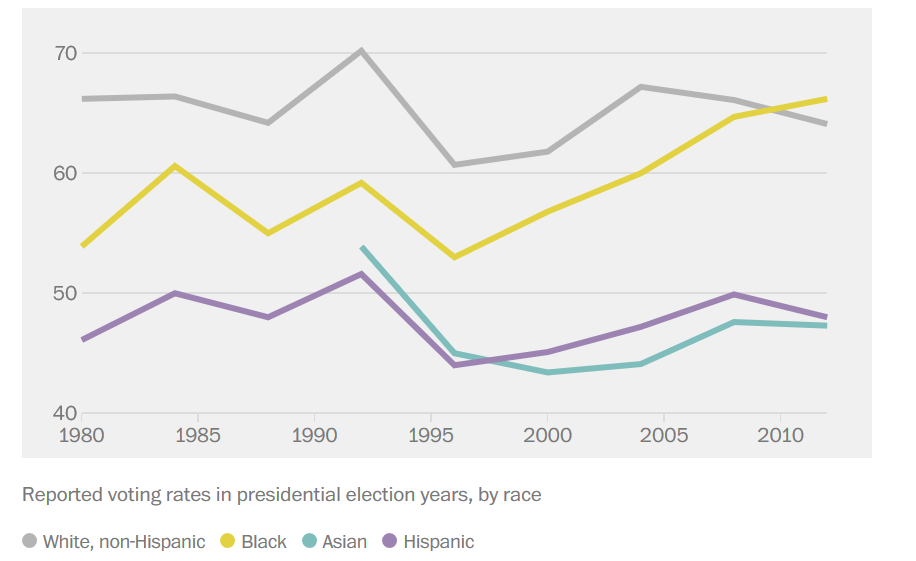 70
60
50
40
1980 1985 1990 1995 2000 2005 2010
Reported voting rates in presidential election years, by race
White, non-Hispanic Black Asian Hispanic